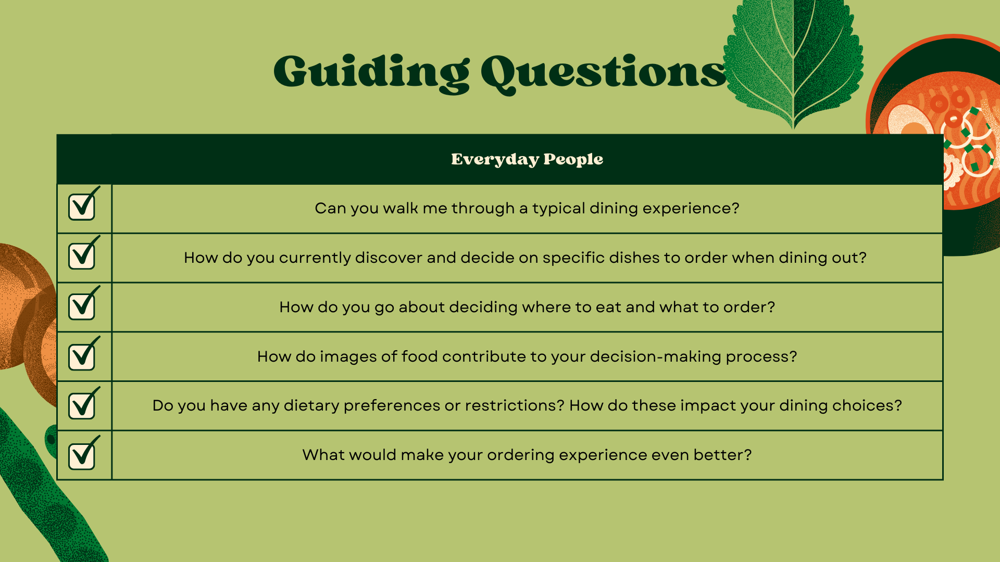 Guiding Questions
Everyday People
Can you walk me through a typical dining experience?
How do you currently discover and decide on specific dishes to order when dining out?
How do you go about deciding where to eat and what to order?
How do images of food contribute to your decision-making process?
Do you have any dietary preferences or restrictions? How do these impact your dining choices?
What would make your ordering experience even better?